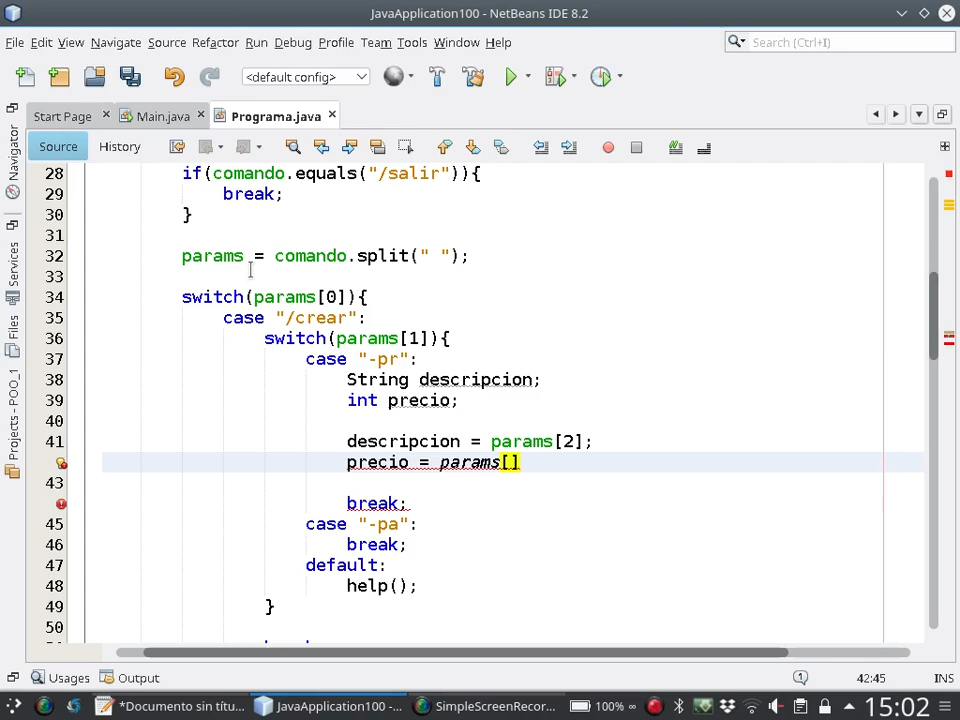 JavaApplication100 - NetBeans IDE 8.2
File Edit View Navigate Source Refactor Run Debug Profile Team Tools Window Help
Search (Ctrl+I)
<default config>
Start Page Main.java Programa.java
Source History
28 if(comando.equals("/salir")){
29 break;
30 }
31
32 params = comando.split(" ");
33
34 switch(params[0]){
35 case "/crear":
36 switch(params[1]){
37 case "-pr":
38 String descripcion;
39 int precio;
40
41 descripcion = params[2];
precio = params[]
43
break;
45 case "-pa":
46 break;
47 default:
48 help();
49 }
50
Navigator
Services
Files
Projects - POO_1
Usages Output
1 42:45 INS
*Documento sin títu... JavaApplication100 -... SimpleScreenRecor... 100% ∞ 15:02